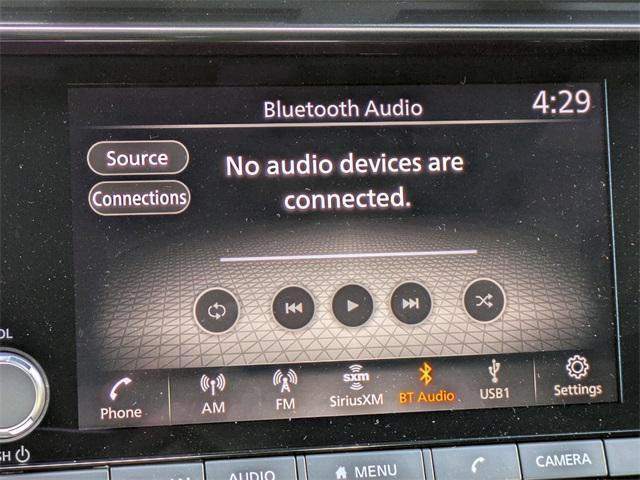 Bluetooth Audio
4:29
Source
No audio devices are
connected.
Connections
Phone
AM
FM
sxm
SiriusXM
BT Audio
USB1
Settings
AUDIO
MENU
CAMERA